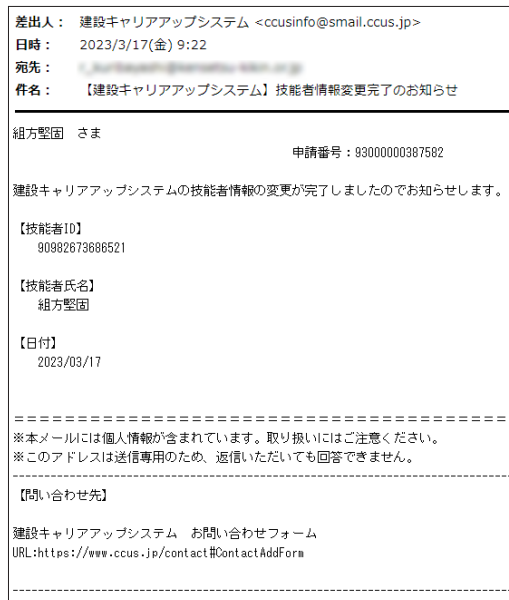 差出人： 建設キャリアアップシステム <ccusinfo@smail.ccus.jp>
日時： 2023/3/17(金) 9:22
宛先：
件名： 【建設キャリアアップシステム】技能者情報変更完了のお知らせ
組方堅固　さま
申請番号：93000000387582
建設キャリアアップシステムの技能者情報の変更が完了しましたのでお知らせします。
【技能者ID】
90982673686521
【技能者氏名】
組方堅固
【日付】
2023/03/17
＝＝＝＝＝＝＝＝＝＝＝＝＝＝＝＝＝＝＝＝＝＝＝＝＝＝＝＝＝＝＝＝＝＝＝＝＝＝
※本メールには個人情報が含まれています。取り扱いにはご注意ください。
※このアドレスは送信専用のため、返信いただいても回答できません。
--------------------------------------------------------------------------------
【問い合わせ先】
建設キャリアアップシステム　お問い合わせフォーム
URL:https://www.ccus.jp/contact#ContactAddForm
--------------------------------------------------------------------------------